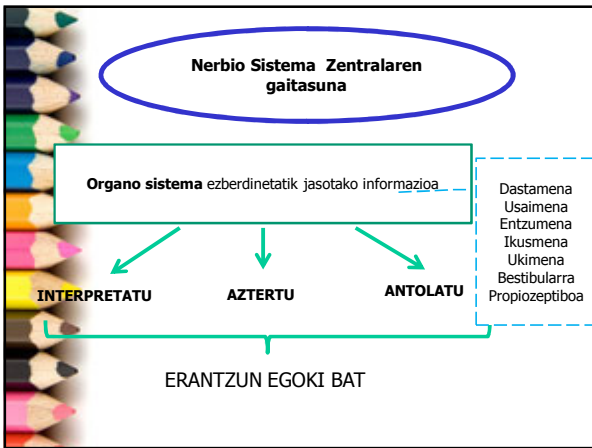 Nerbio Sistema Zentralaren
gaitasuna
Organo sistema ezberdinetatik jasotako informazioa
Dastamena
Usaimena
Entzumena
Ikusmena
Ukimena
Bestibularra
Propiozeptiboa
INTERPRETATU
AZTERTU
ANTOLATU
ERANTZUN EGOKI BAT